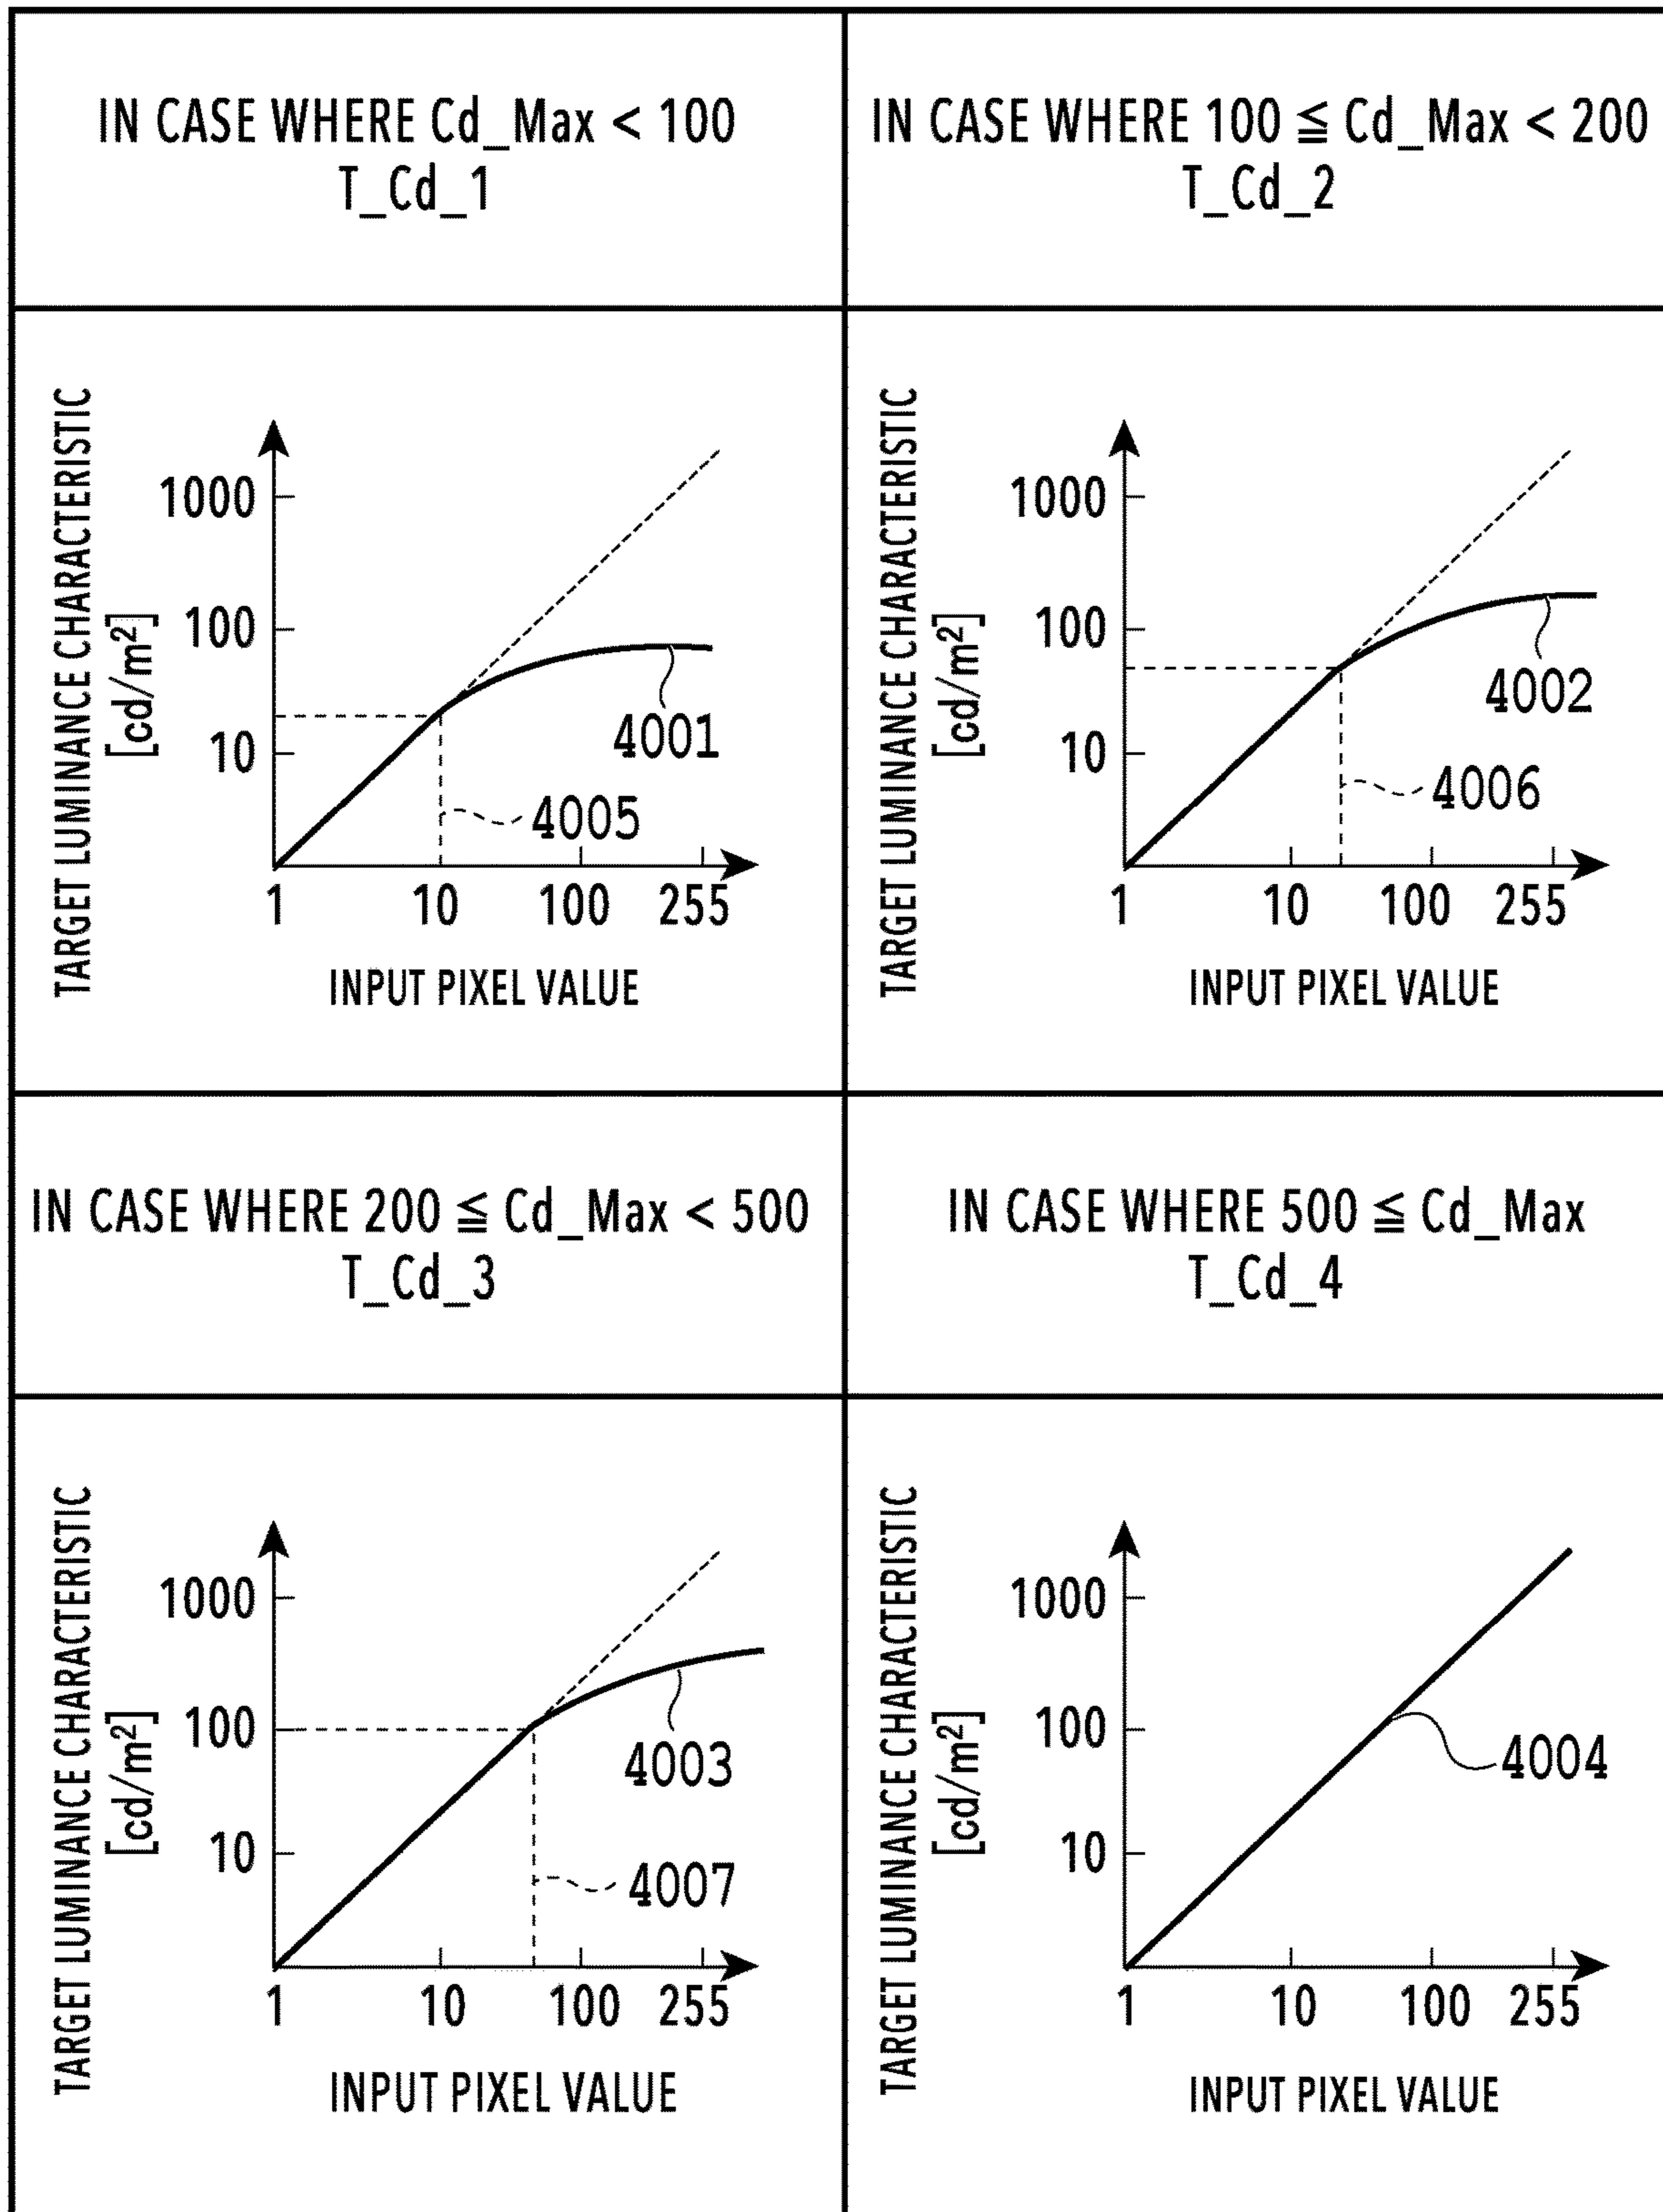 IN CASE WHERE Cd_Max < 100
T_Cd_1
IN CASE WHERE 100 ≦ Cd_Max < 200
T_Cd_2
TARGET LUMINANCE CHARACTERISTIC
[cd/m²]
1000
100
10
4001
4005
1
10
100
255
INPUT PIXEL VALUE
TARGET LUMINANCE CHARACTERISTIC
[cd/m²]
1000
100
10
4002
4006
1
10
100
255
INPUT PIXEL VALUE
IN CASE WHERE 200 ≦ Cd_Max < 500
T_Cd_3
IN CASE WHERE 500 ≦ Cd_Max
T_Cd_4
TARGET LUMINANCE CHARACTERISTIC
[cd/m²]
1000
100
10
4003
4007
1
10
100
255
INPUT PIXEL VALUE
TARGET LUMINANCE CHARACTERISTIC
[cd/m²]
1000
100
10
4004
1
10
100
255
INPUT PIXEL VALUE